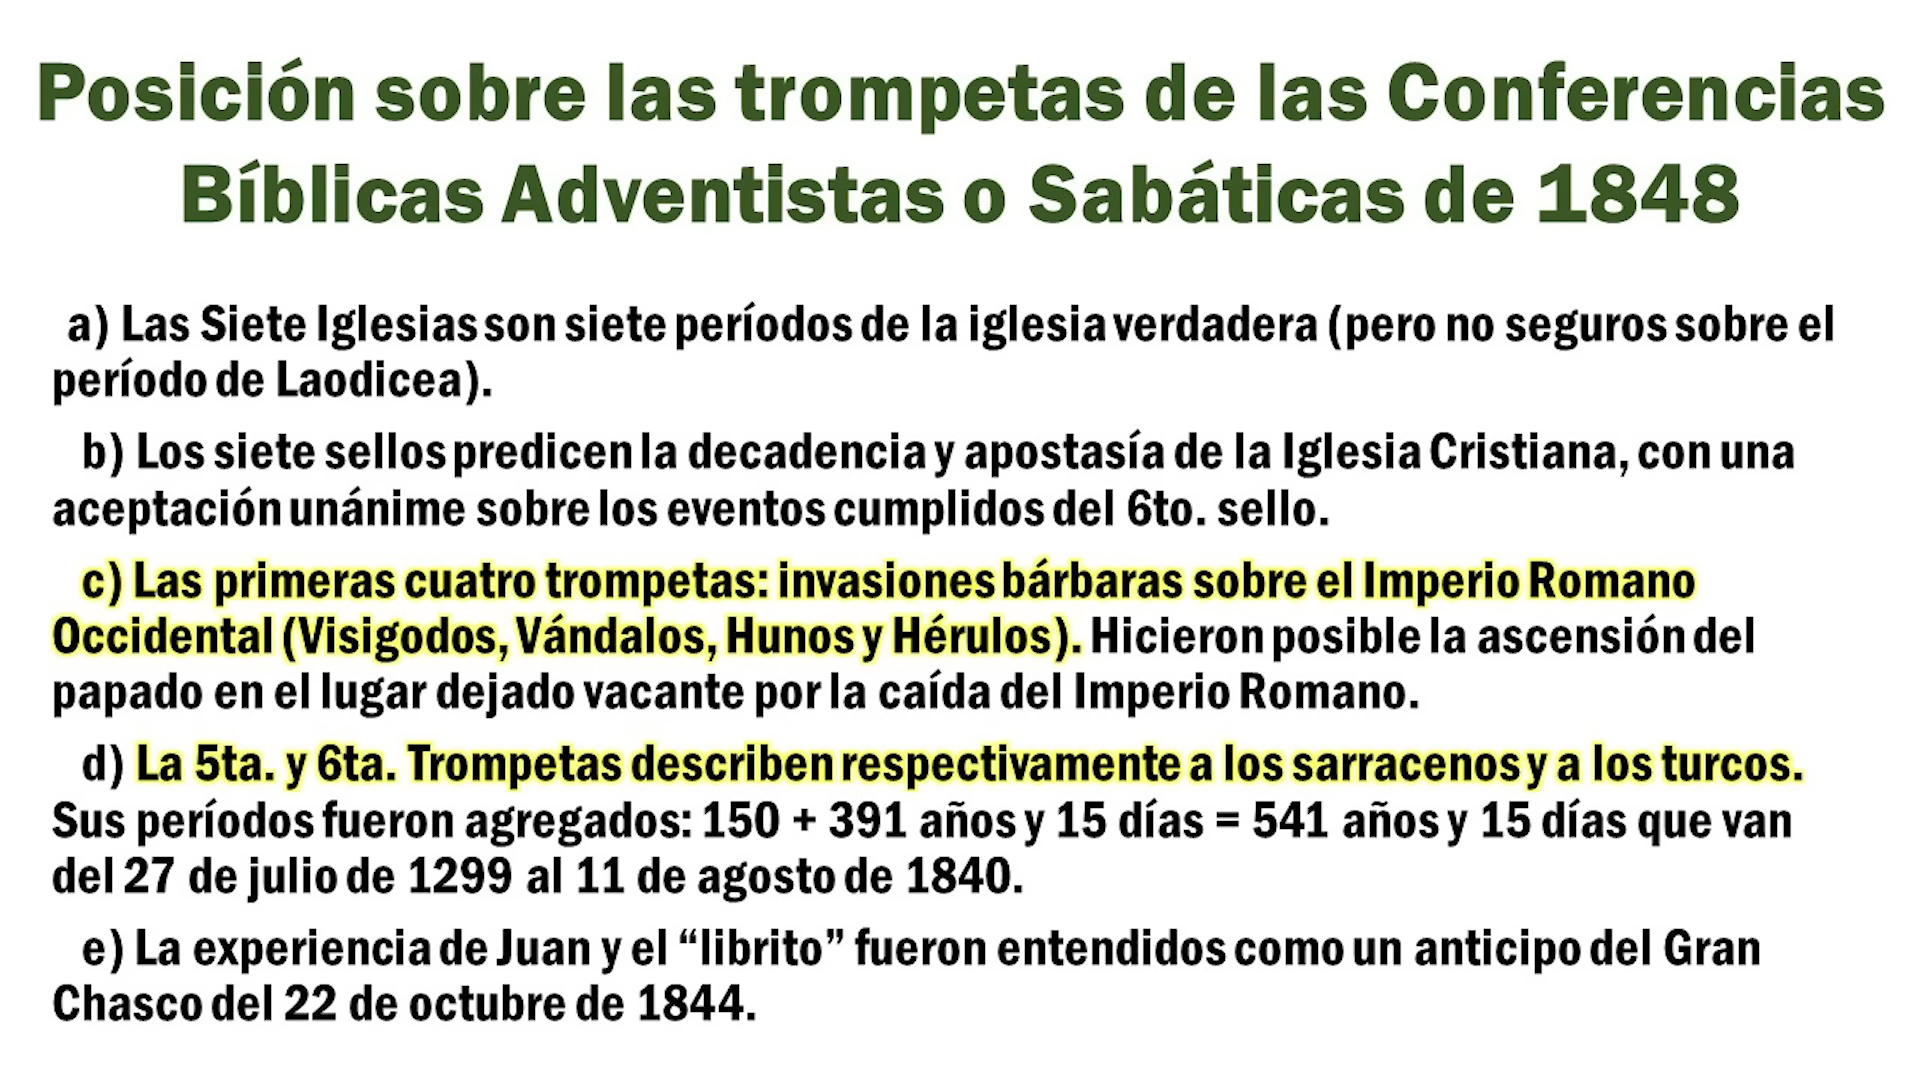 Posición sobre las trompetas de las Conferencias
Bíblicas Adventistas o Sabáticas de 1848
a) Las Siete Iglesias son siete períodos de la iglesia verdadera (pero no seguros sobre el
período de Laodicea).
b) Los siete sellos predicen la decadencia y apostasía de la Iglesia Cristiana, con una
aceptación unánime sobre los eventos cumplidos del 6to. sello.
c) Las primeras cuatro trompetas: invasiones bárbaras sobre el Imperio Romano
Occidental (Visigodos, Vándalos, Hunos y Hérulos). Hicieron posible la ascensión del
papado en el lugar dejado vacante por la caída del Imperio Romano.
d) La 5ta. y 6ta. Trompetas describen respectivamente a los sarracenos y a los turcos.
Sus períodos fueron agregados: 150 + 391 años y 15 días = 541 años y 15 días que van
del 27 de julio de 1299 al 11 de agosto de 1840.
e) La experiencia de Juan y el “librito” fueron entendidos como un anticipo del Gran
Chasco del 22 de octubre de 1844.